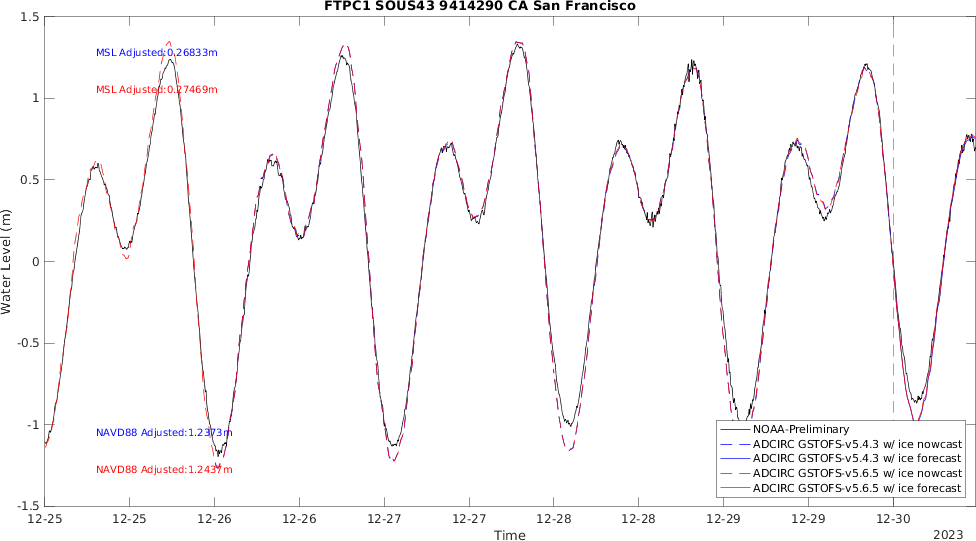 FTPC1 SOUS43 9414290 CA San Francisco
1.5
MSL Adjusted:0.26833m
MSL Adjusted:0.27469m
1
0.5
0
-0.5
-1
-1.5
Water Level (m)
NAVD88 Adjusted:1.2373m
NAVD88 Adjusted:1.2437m
NOAA-Preliminary
ADCIRC GSTOFS-v5.4.3 w/ ice nowcast
ADCIRC GSTOFS-v5.4.3 w/ ice forecast
ADCIRC GSTOFS-v5.6.5 w/ ice nowcast
ADCIRC GSTOFS-v5.6.5 w/ ice forecast
12-25 12-25 12-26 12-26 12-27 12-27 12-28 12-28 12-29 12-29 12-30
Time
2023